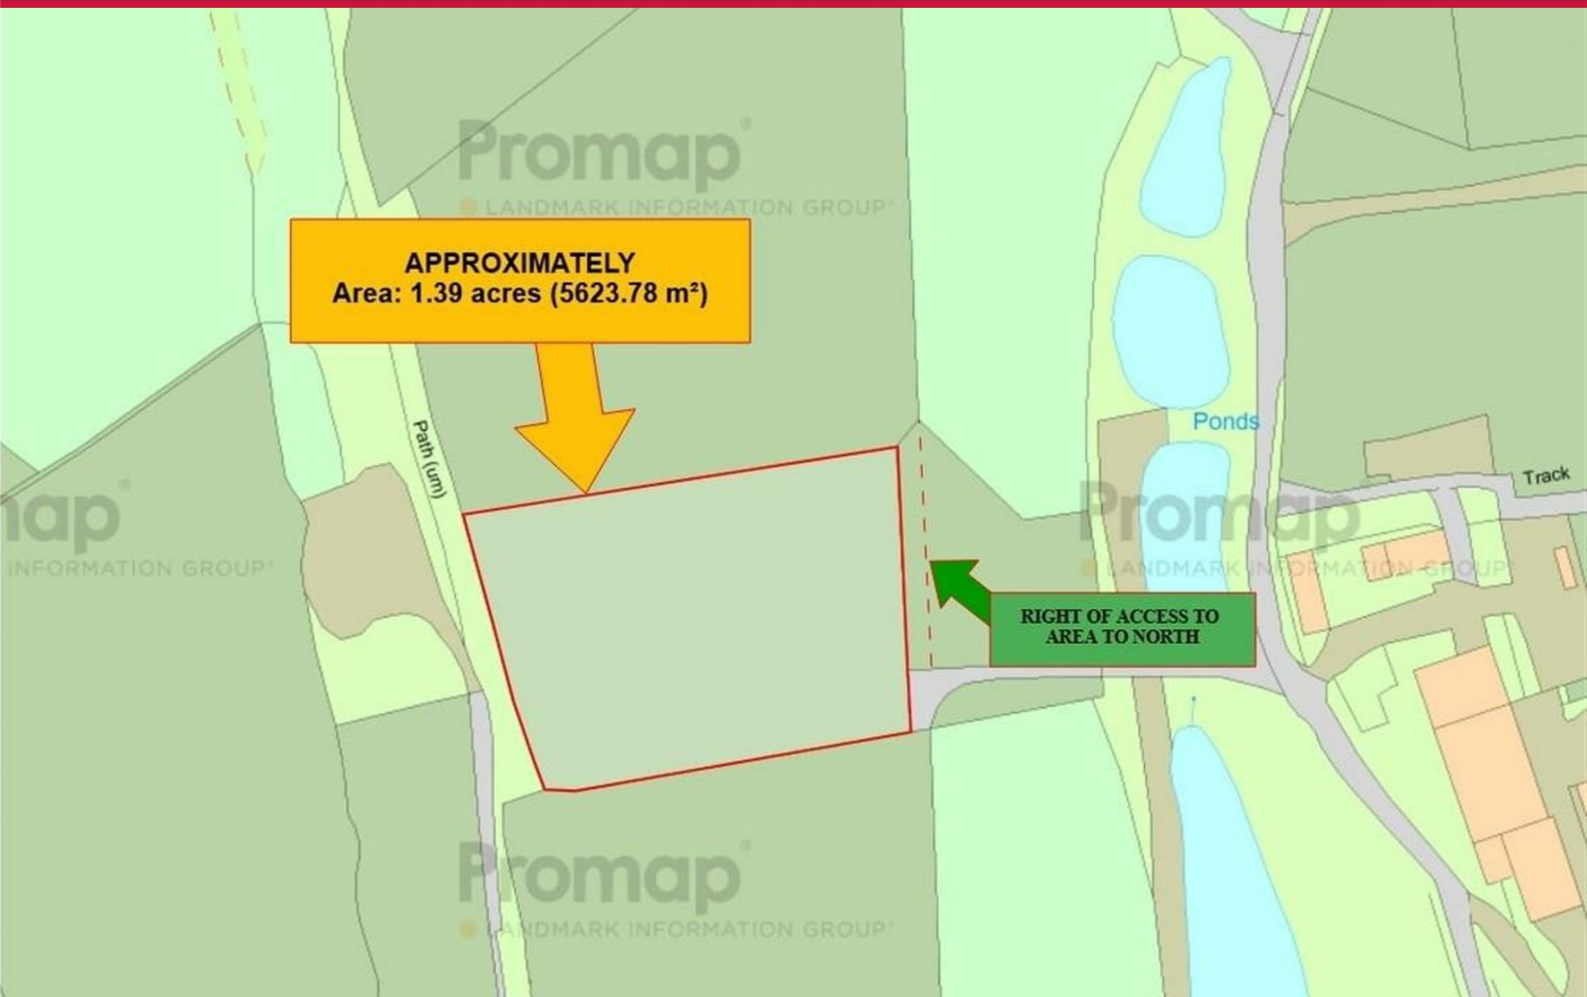 Promap®
LANDMARK INFORMATION GROUP®
APPROXIMATELY
Area: 1.39 acres (5623.78 m²)
Path (um)
Ponds
Track
map®
INFORMATION GROUP®
Promap
LANDMARK INFORMATION GROUP®
RIGHT OF ACCESS TO
AREA TO NORTH
Promap®
LANDMARK INFORMATION GROUP®